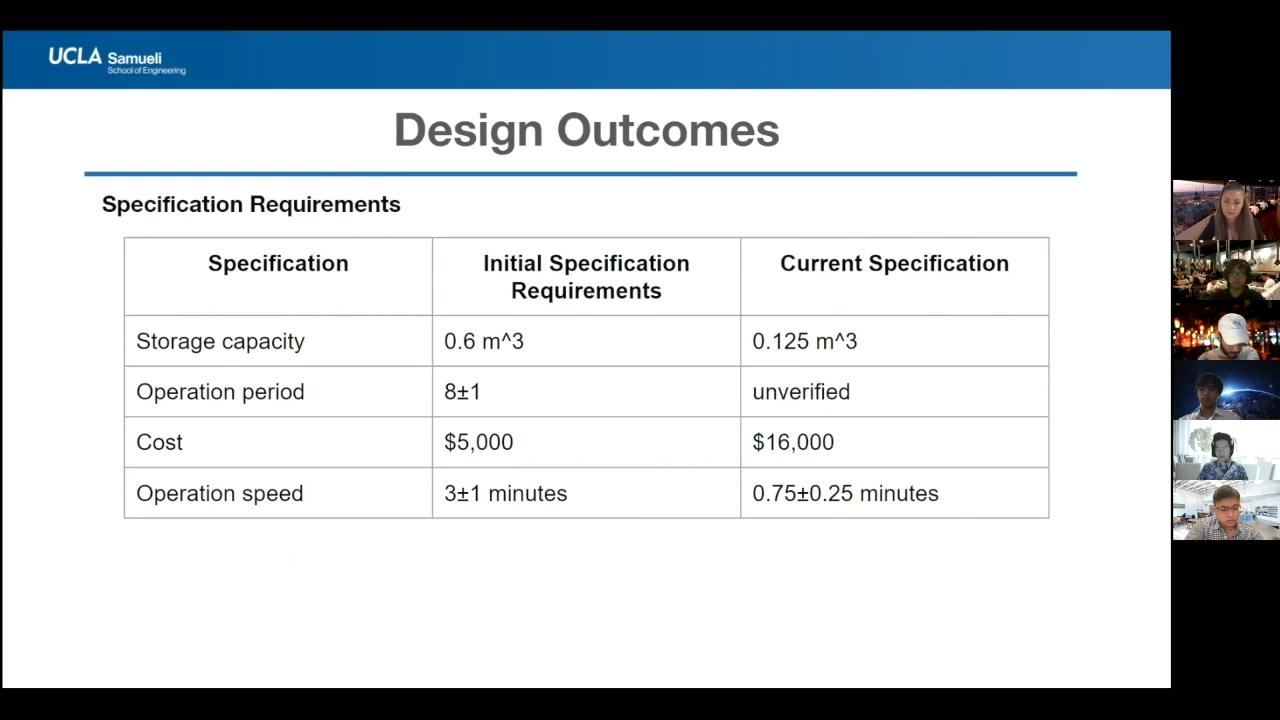 UCLA Samueli
School of Engineering
Design Outcomes
Specification Requirements
Specification
Initial Specification
Requirements
Current Specification
Storage capacity
0.6 m^3
0.125 m^3
Operation period
8±1
unverified
Cost
$5,000
$16,000
Operation speed
3±1 minutes
0.75±0.25 minutes